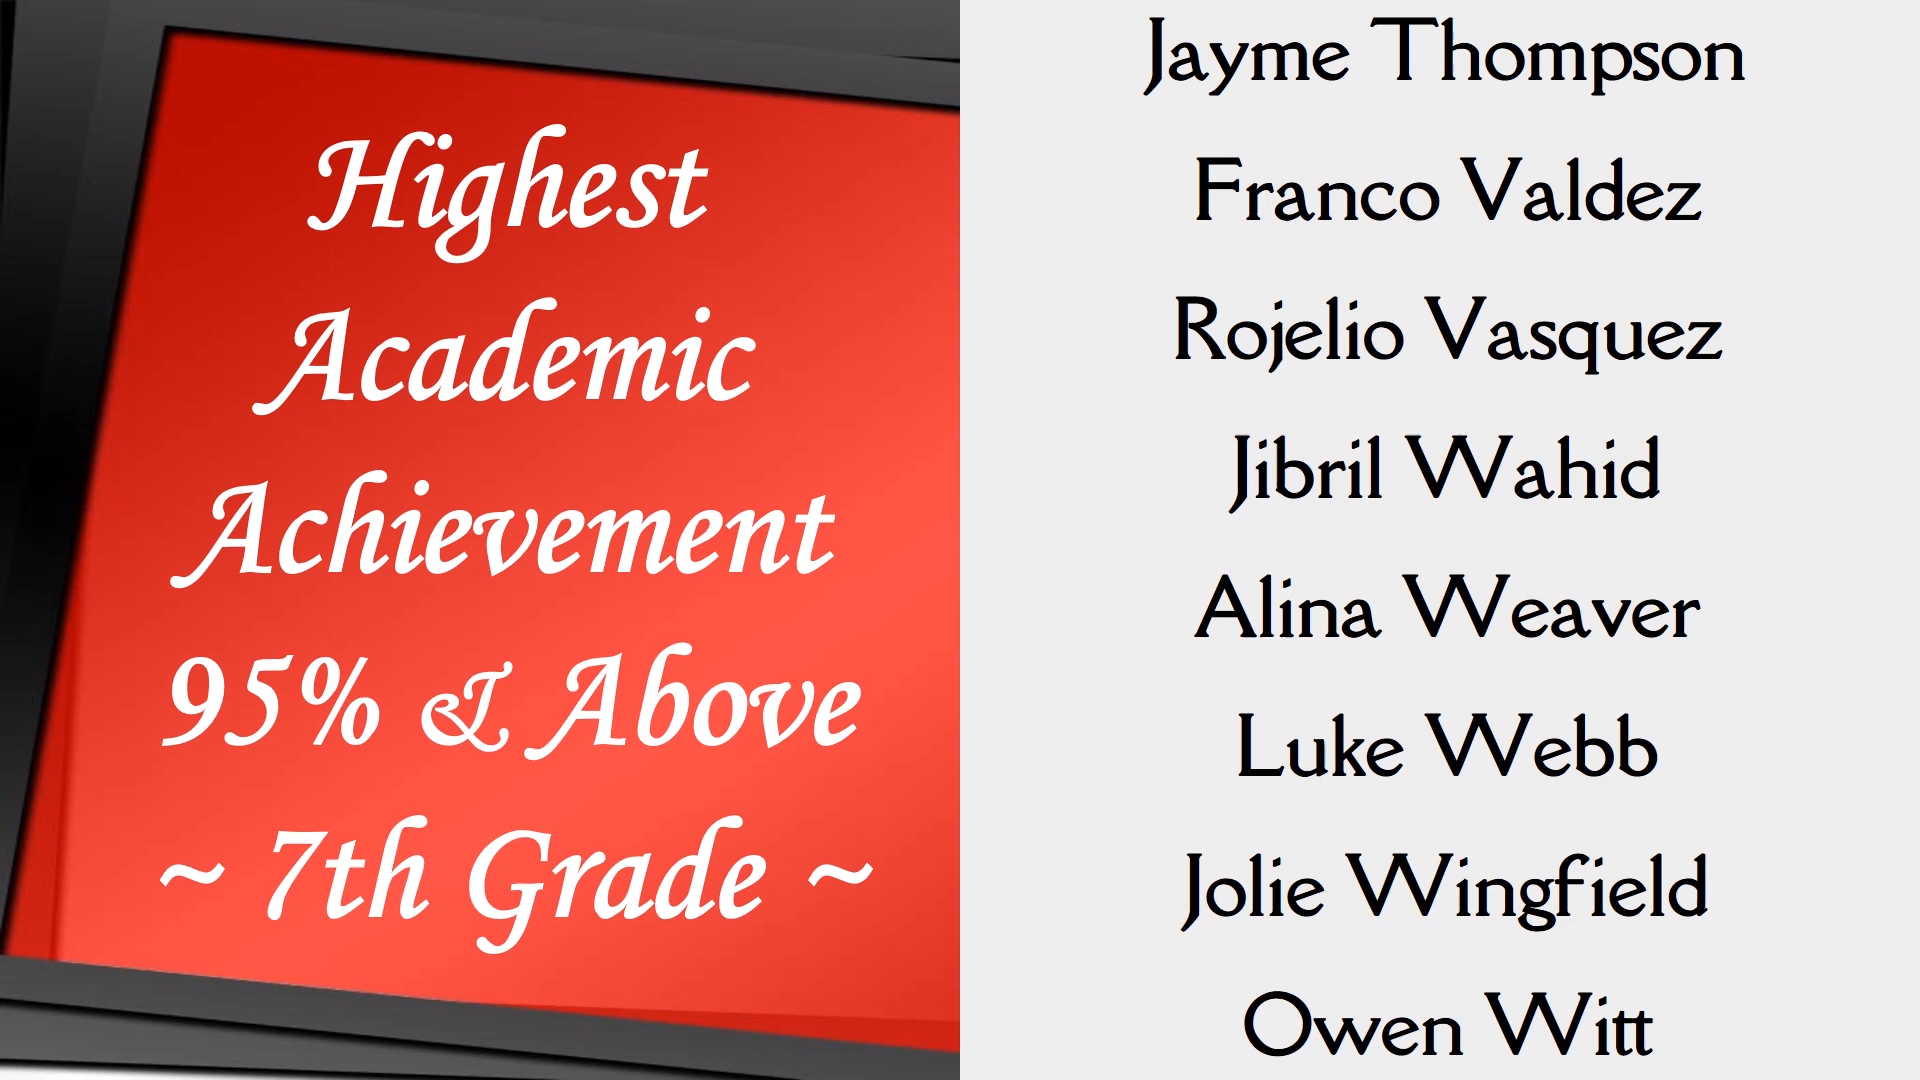 Highest
Academic
Achievement
95% & Above
~ 7th Grade ~
Jayme Thompson
Franco Valdez
Rojelio Vasquez
Jibril Wahid
Alina Weaver
Luke Webb
Jolie Wingfield
Owen Witt